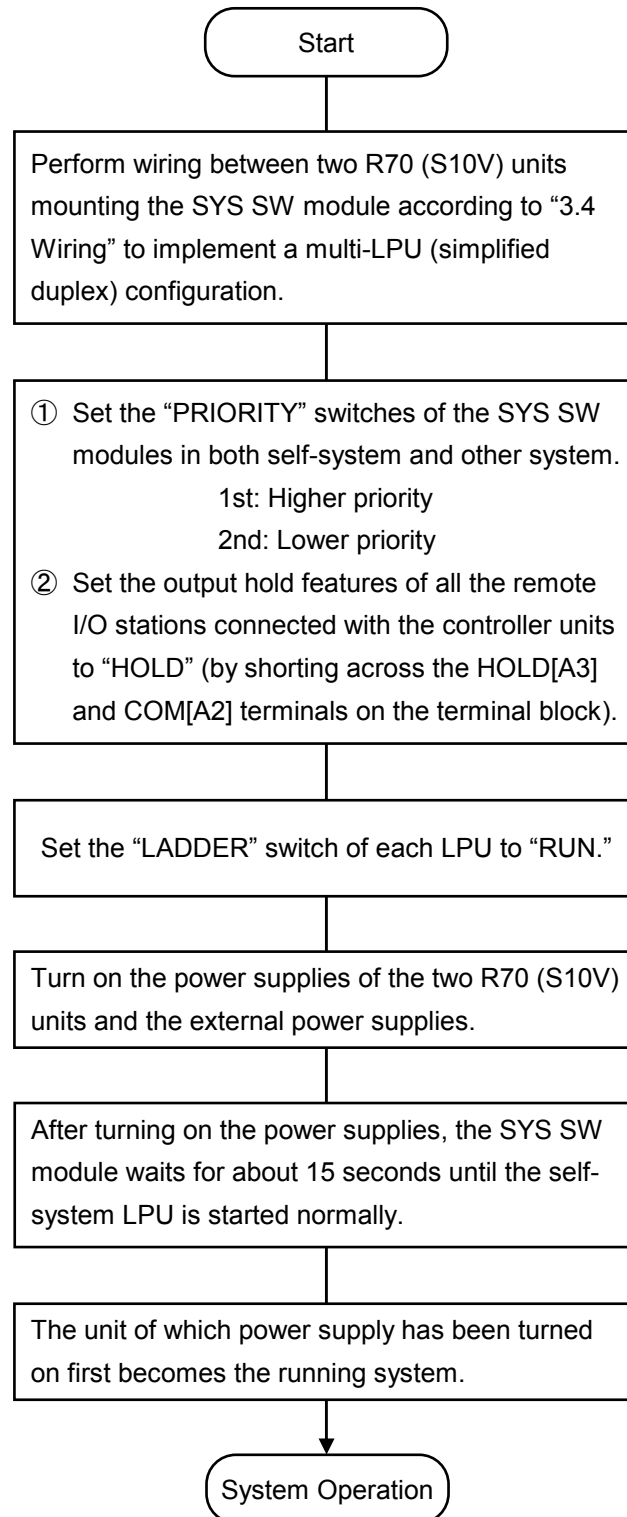 Start
Perform wiring between two R70 (S10V) units
mounting the SYS SW module according to “3.4
Wiring” to implement a multi-LPU (simplified
duplex) configuration.
① Set the “PRIORITY” switches of the SYS SW
modules in both self-system and other system.
1st: Higher priority
2nd: Lower priority
② Set the output hold features of all the remote
I/O stations connected with the controller units
to “HOLD” (by shorting across the HOLD[A3]
and COM[A2] terminals on the terminal block).
Set the “LADDER” switch of each LPU to “RUN.”
Turn on the power supplies of the two R70 (S10V)
units and the external power supplies.
After turning on the power supplies, the SYS SW
module waits for about 15 seconds until the self-
system LPU is started normally.
The unit of which power supply has been turned
on first becomes the running system.
System Operation